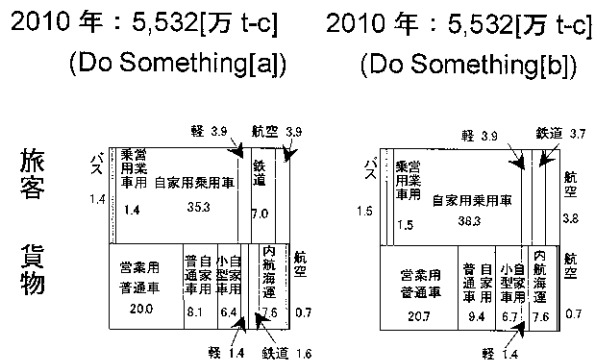 2010 年：5,532[万 t-c]
(Do Something[a])
2010 年：5,532[万 t-c]
(Do Something[b])
旅客
貨物
軽 3.9
航空 3.9
バス
1.4
営業用乗用車
1.4
自家用乗用車
35.3
鉄道
7.0
営業用
普通車
20.0
自家用普通車
8.1
自家用小型車
6.4
内航海運
7.6
航空
0.7
軽 1.4
鉄道 1.6
軽 3.9
鉄道 3.7
バス
1.6
営業用乗用車
1.5
自家用乗用車
38.3
航空
3.8
営業用
普通車
20.7
自家用普通車
9.4
自家用小型車
6.7
内航海運
7.6
航空
0.7
軽 1.4